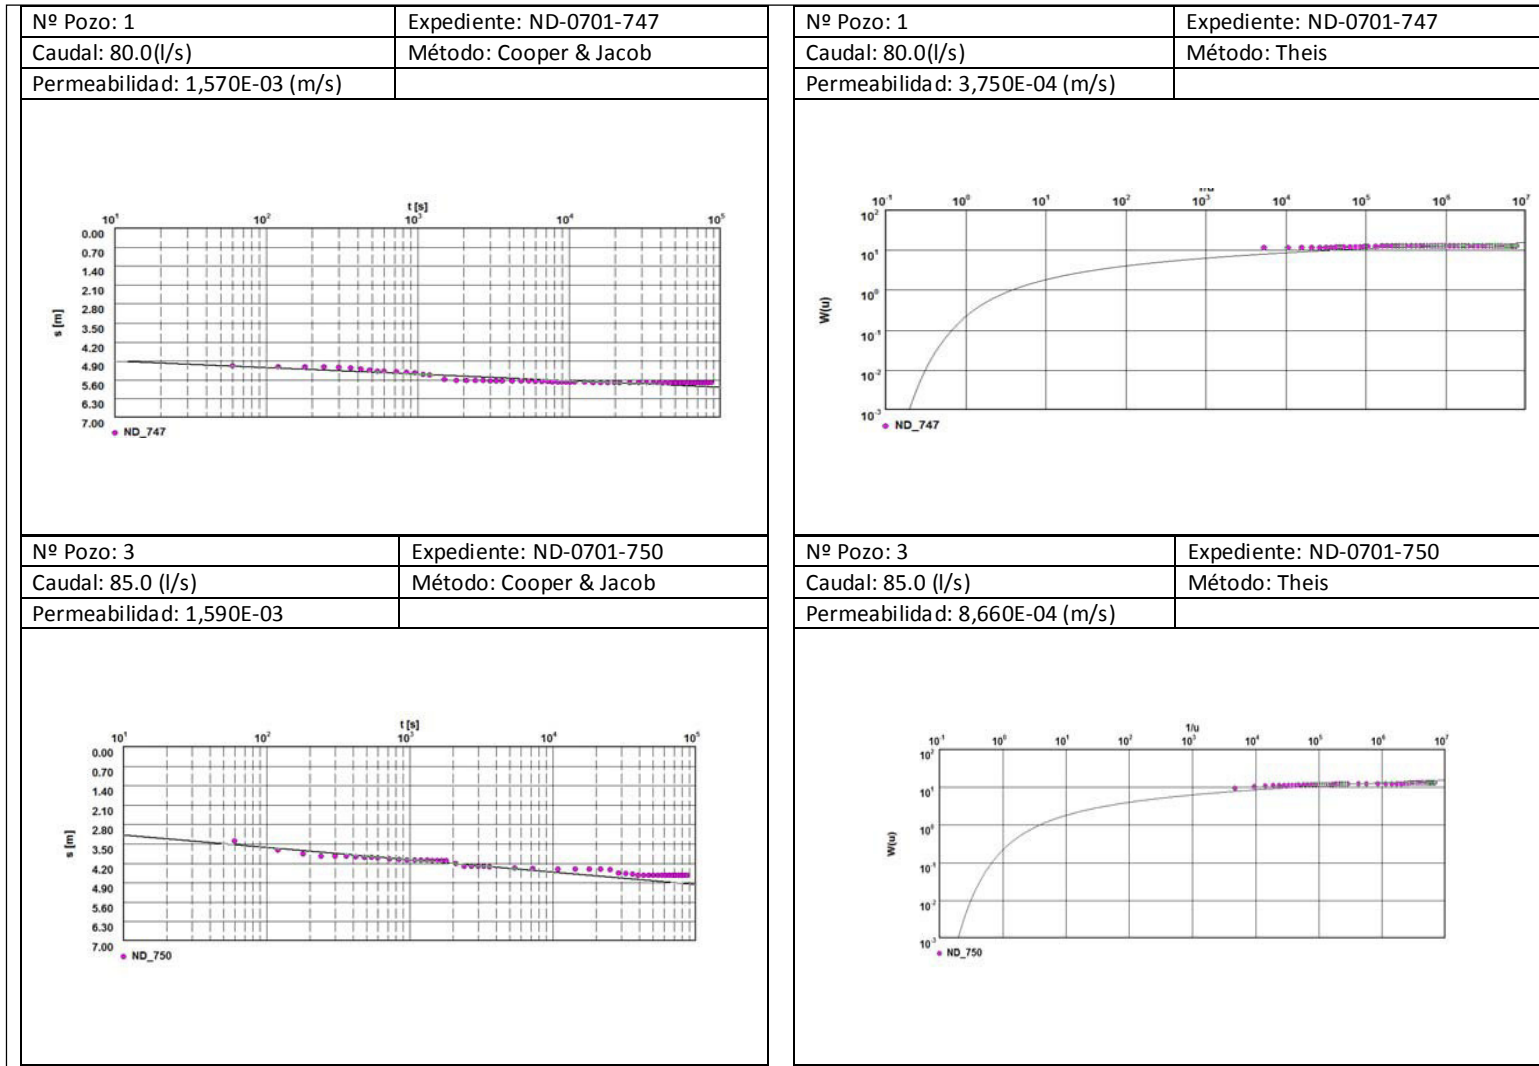 Nº Pozo: 1 Expediente: ND-0701-747
Caudal: 80.0(l/s) Método: Cooper & Jacob
Permeabilidad: 1,570E-03 (m/s)
t [s]
10¹ 10² 10³ 10⁴ 10⁵
0.00
0.70
1.40
2.10
2.80
3.50
4.20
4.90
5.60
6.30
7.00
s [m]
ND_747
Nº Pozo: 1 Expediente: ND-0701-747
Caudal: 80.0(l/s) Método: Theis
Permeabilidad: 3,750E-04 (m/s)
10⁻¹ 10⁰ 10¹ 10² 10³ 10⁴ 10⁵ 10⁶ 10⁷
10²
10¹
10⁰
10⁻¹
10⁻²
10⁻³
W(u)
ND_747
Nº Pozo: 3 Expediente: ND-0701-750
Caudal: 85.0 (l/s) Método: Cooper & Jacob
Permeabilidad: 1,590E-03
t [s]
10¹ 10² 10³ 10⁴ 10⁵
0.00
0.70
1.40
2.10
2.80
3.50
4.20
4.90
5.60
6.30
7.00
s [m]
ND_750
Nº Pozo: 3 Expediente: ND-0701-750
Caudal: 85.0 (l/s) Método: Theis
Permeabilidad: 8,660E-04 (m/s)
1/u
10⁻¹ 10⁰ 10¹ 10² 10³ 10⁴ 10⁵ 10⁶ 10⁷
10²
10¹
10⁰
10⁻¹
10⁻²
10⁻³
W(u)
ND_750